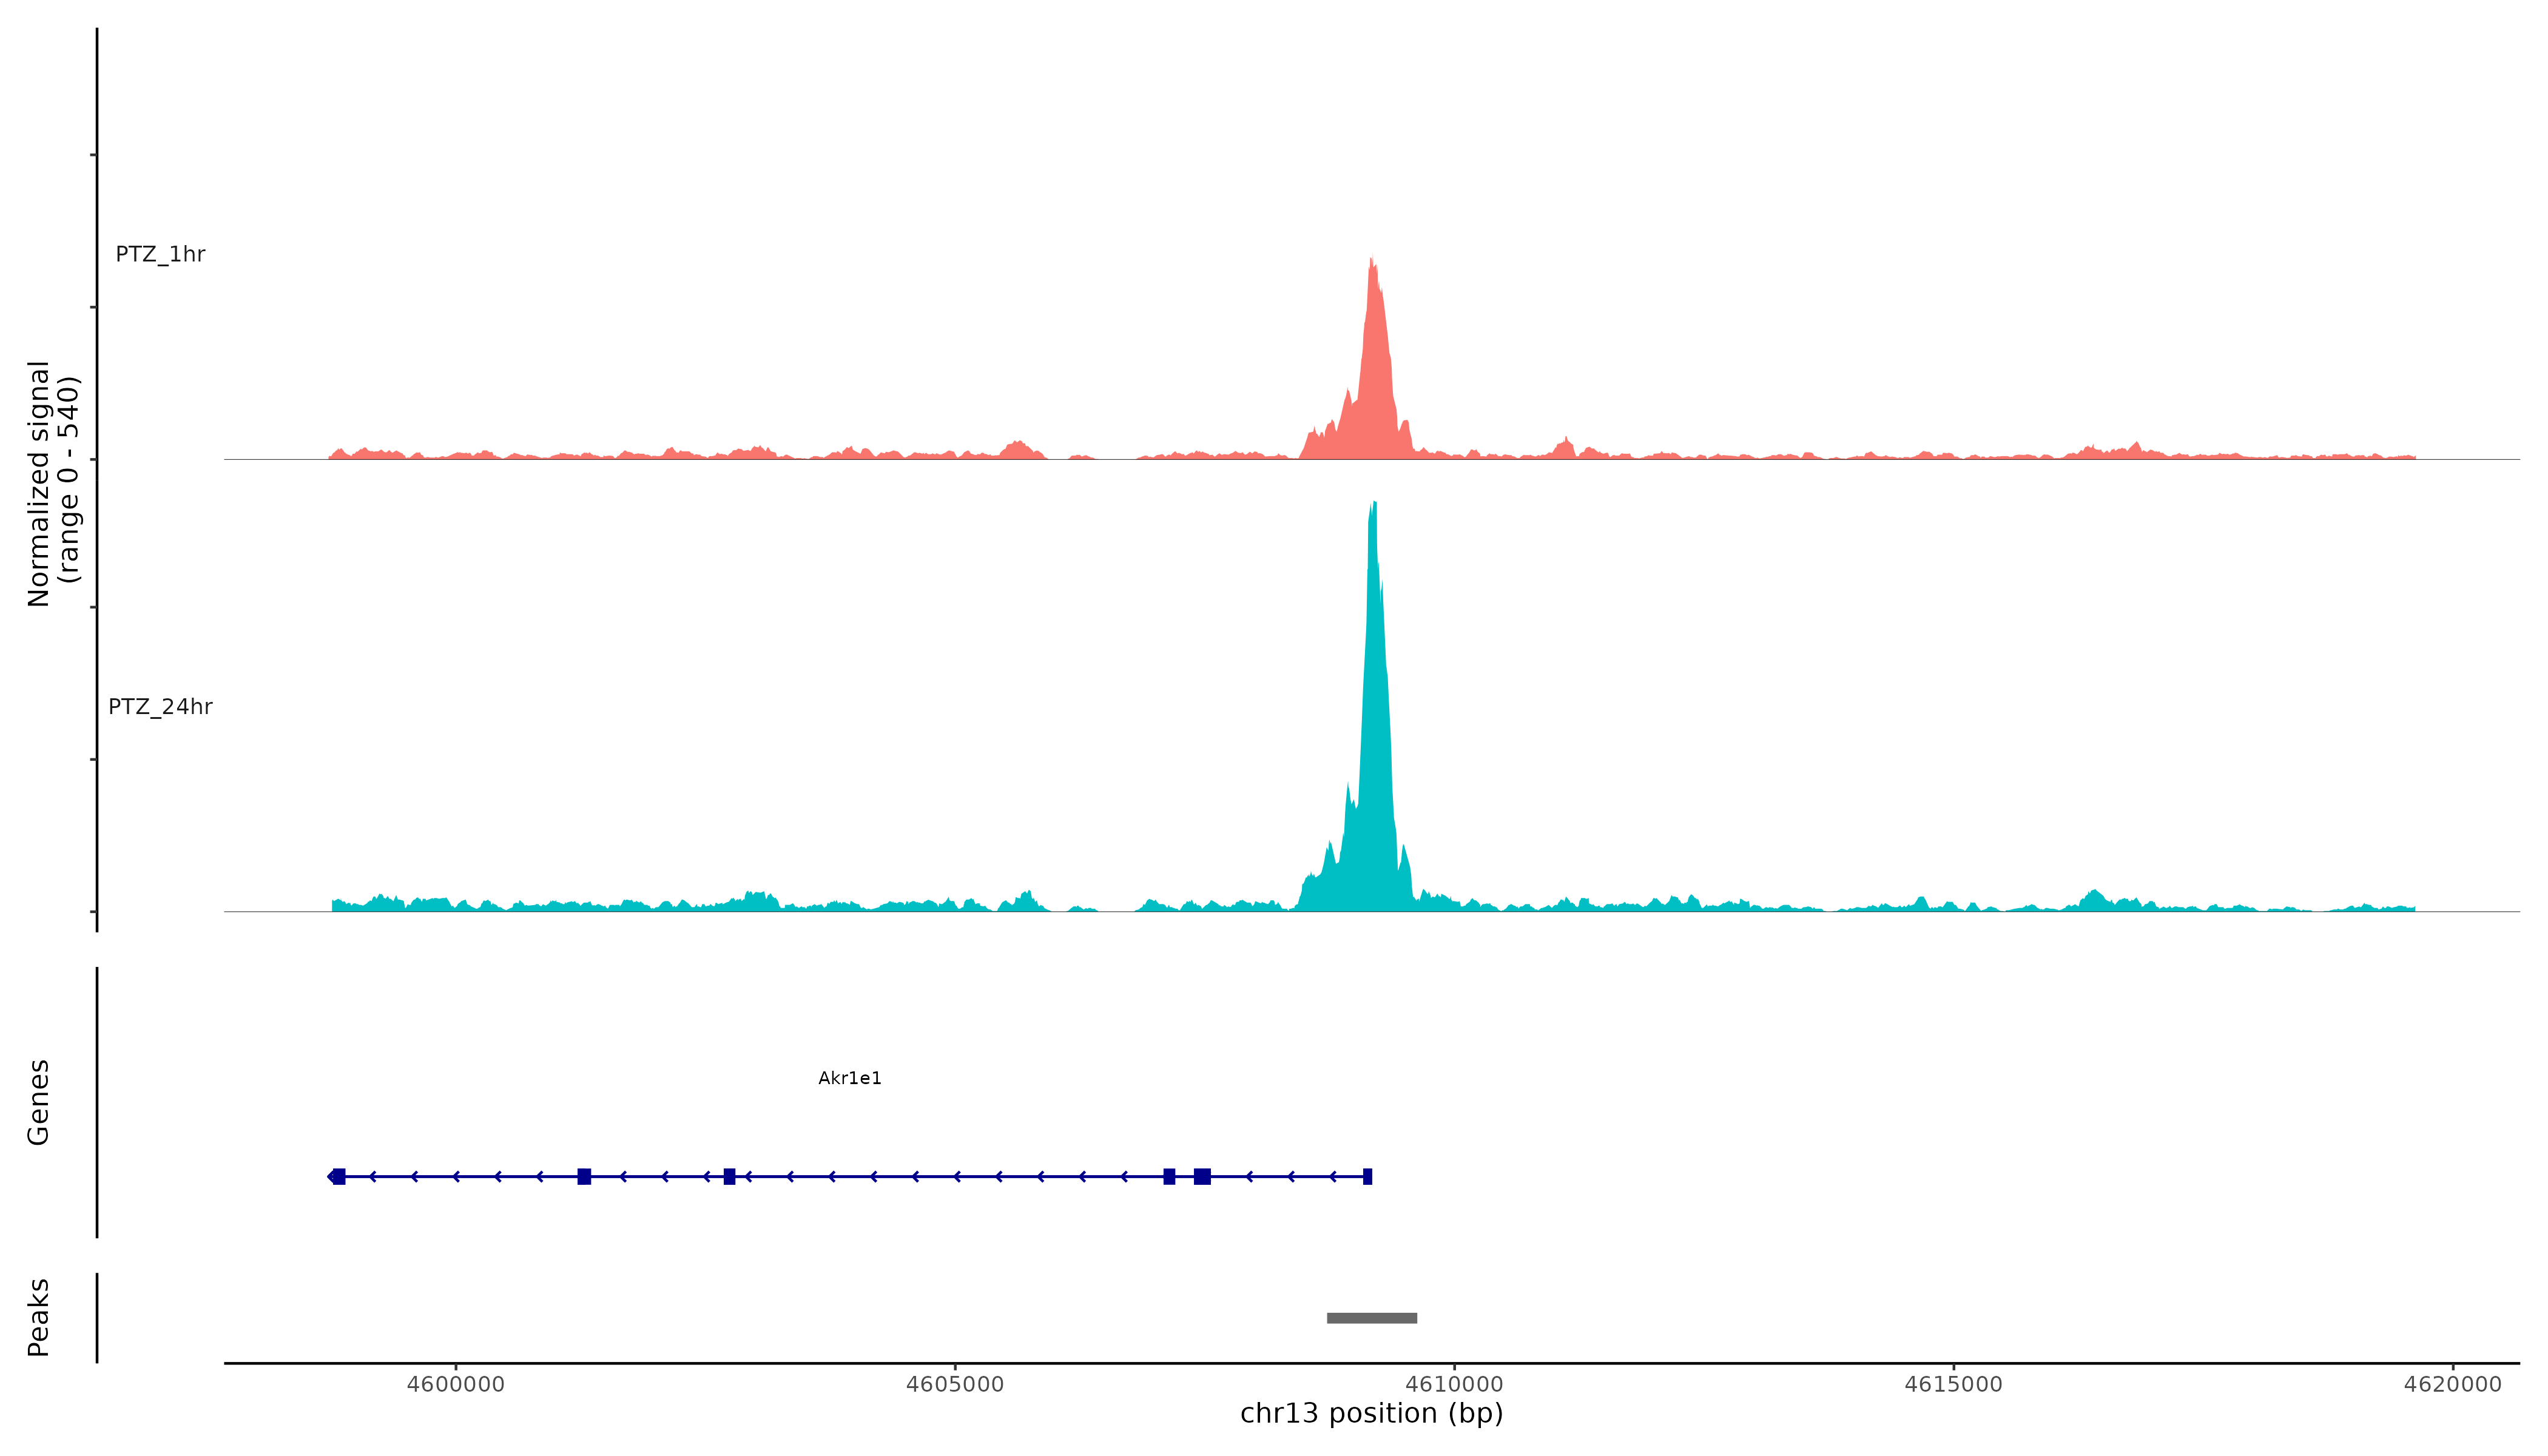 PTZ_1hr
Normalized signal
(range 0 - 540)
PTZ_24hr
Genes
Akr1e1
Peaks
4600000
4605000
4610000
4615000
4620000
chr13 position (bp)